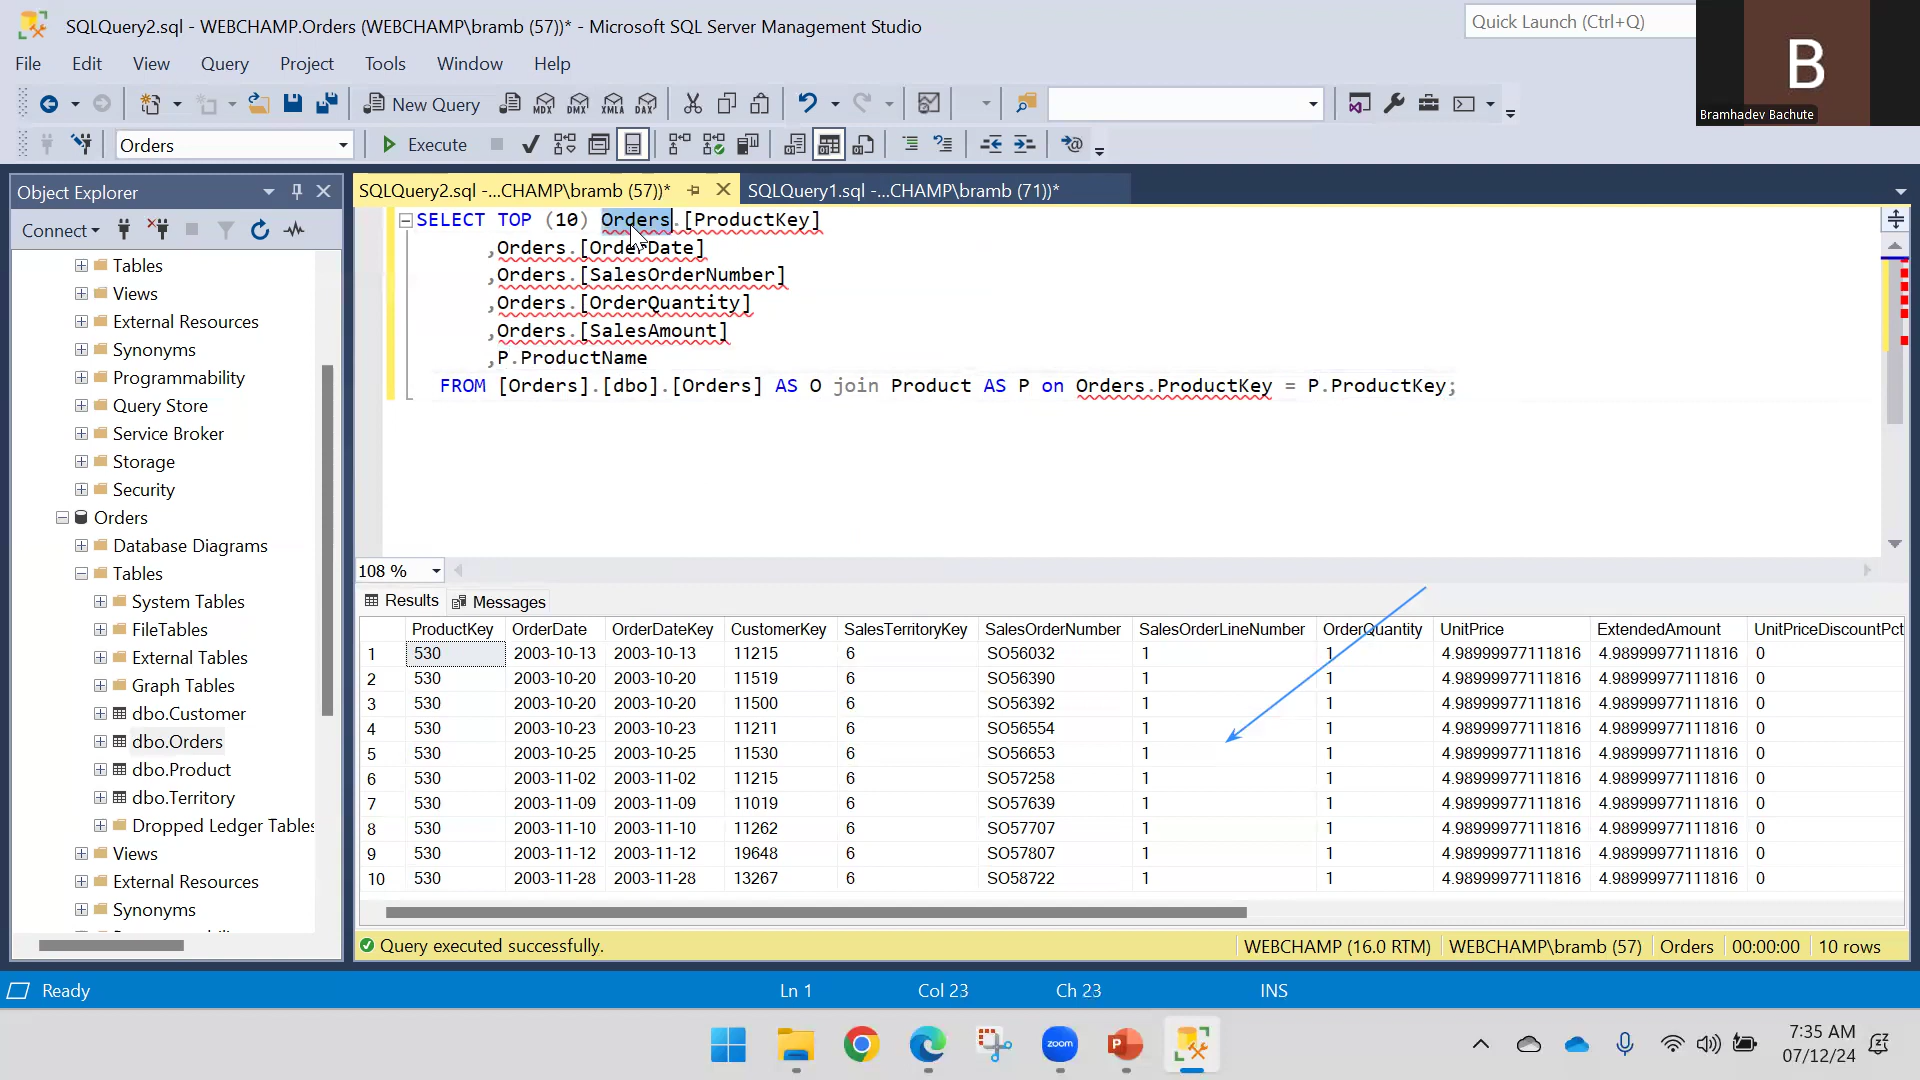 SQLQuery2.sql - WEBCHAMP.Orders (WEBCHAMP\bramb (57))* - Microsoft SQL Server Management Studio
Quick Launch (Ctrl+Q)
B
Bramhadev Bachute
File Edit View Query Project Tools Window Help
New Query MDX DMX XMLA DAX
Orders Execute
Object Explorer
Connect
Tables
Views
External Resources
Synonyms
Programmability
Query Store
Service Broker
Storage
Security
Orders
Database Diagrams
Tables
System Tables
FileTables
External Tables
Graph Tables
dbo.Customer
dbo.Orders
dbo.Product
dbo.Territory
Dropped Ledger Tables
Views
External Resources
Synonyms
SQLQuery2.sql -...CHAMP\bramb (57))* SQLQuery1.sql -...CHAMP\bramb (71))*
SELECT TOP (10) Orders.[ProductKey]
,Orders.[OrderDate]
,Orders.[SalesOrderNumber]
,Orders.[OrderQuantity]
,Orders.[SalesAmount]
,P.ProductName
FROM [Orders].[dbo].[Orders] AS O join Product AS P on Orders.ProductKey = P.ProductKey;
108 %
Results Messages
ProductKey OrderDate OrderDateKey CustomerKey SalesTerritoryKey SalesOrderNumber SalesOrderLineNumber OrderQuantity UnitPrice ExtendedAmount UnitPriceDiscountPct
1 530 2003-10-13 2003-10-13 11215 6 SO56032 1 1 4.98999977111816 4.98999977111816 0
2 530 2003-10-20 2003-10-20 11519 6 SO56390 1 1 4.98999977111816 4.98999977111816 0
3 530 2003-10-20 2003-10-20 11500 6 SO56392 1 1 4.98999977111816 4.98999977111816 0
4 530 2003-10-23 2003-10-23 11211 6 SO56554 1 1 4.98999977111816 4.98999977111816 0
5 530 2003-10-25 2003-10-25 11530 6 SO56653 1 1 4.98999977111816 4.98999977111816 0
6 530 2003-11-02 2003-11-02 11215 6 SO57258 1 1 4.98999977111816 4.98999977111816 0
7 530 2003-11-09 2003-11-09 11019 6 SO57639 1 1 4.98999977111816 4.98999977111816 0
8 530 2003-11-10 2003-11-10 11262 6 SO57707 1 1 4.98999977111816 4.98999977111816 0
9 530 2003-11-12 2003-11-12 19648 6 SO57807 1 1 4.98999977111816 4.98999977111816 0
10 530 2003-11-28 2003-11-28 13267 6 SO58722 1 1 4.98999977111816 4.98999977111816 0
Query executed successfully. WEBCHAMP (16.0 RTM) WEBCHAMP\bramb (57) Orders 00:00:00 10 rows
Ready Ln 1 Col 23 Ch 23 INS
zoom
7:35 AM
07/12/24